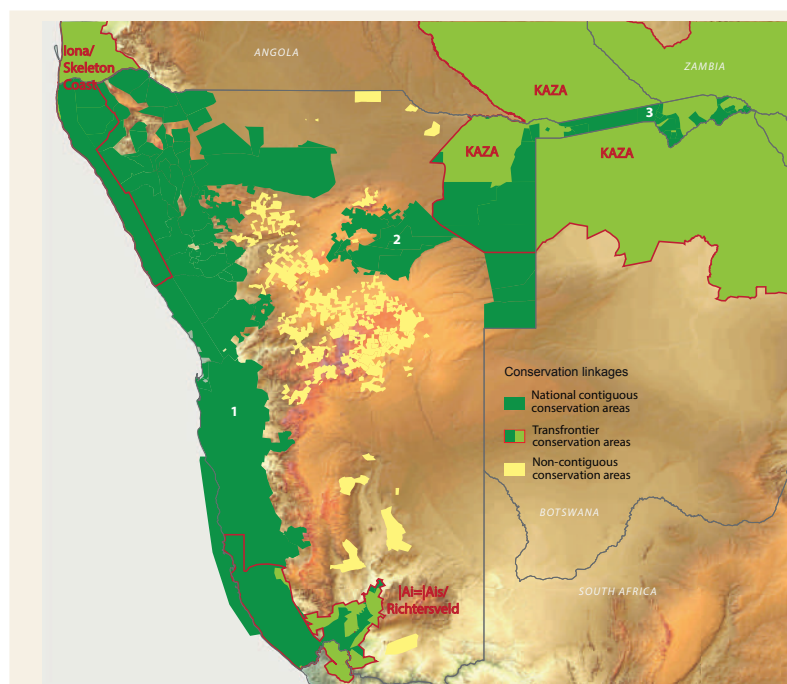 Iona/
Skeleton
Coast
ANGOLA
ZAMBIA
KAZA
3
KAZA
KAZA
2
1
Conservation linkages
National contiguous
conservation areas
Transfrontier
conservation areas
Non-contiguous
conservation areas
BOTSWANA
SOUTH AFRICA
|Ai=|Ais/
Richtersveld